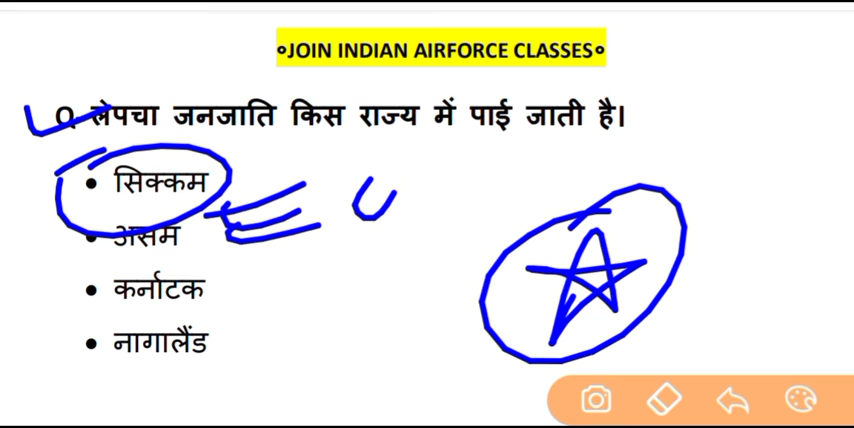 •JOIN INDIAN AIRFORCE CLASSES•
Q. लेपचा जनजाति किस राज्य में पाई जाती है।
• सिक्कम
• असम
• कर्नाटक
• नागालैंड